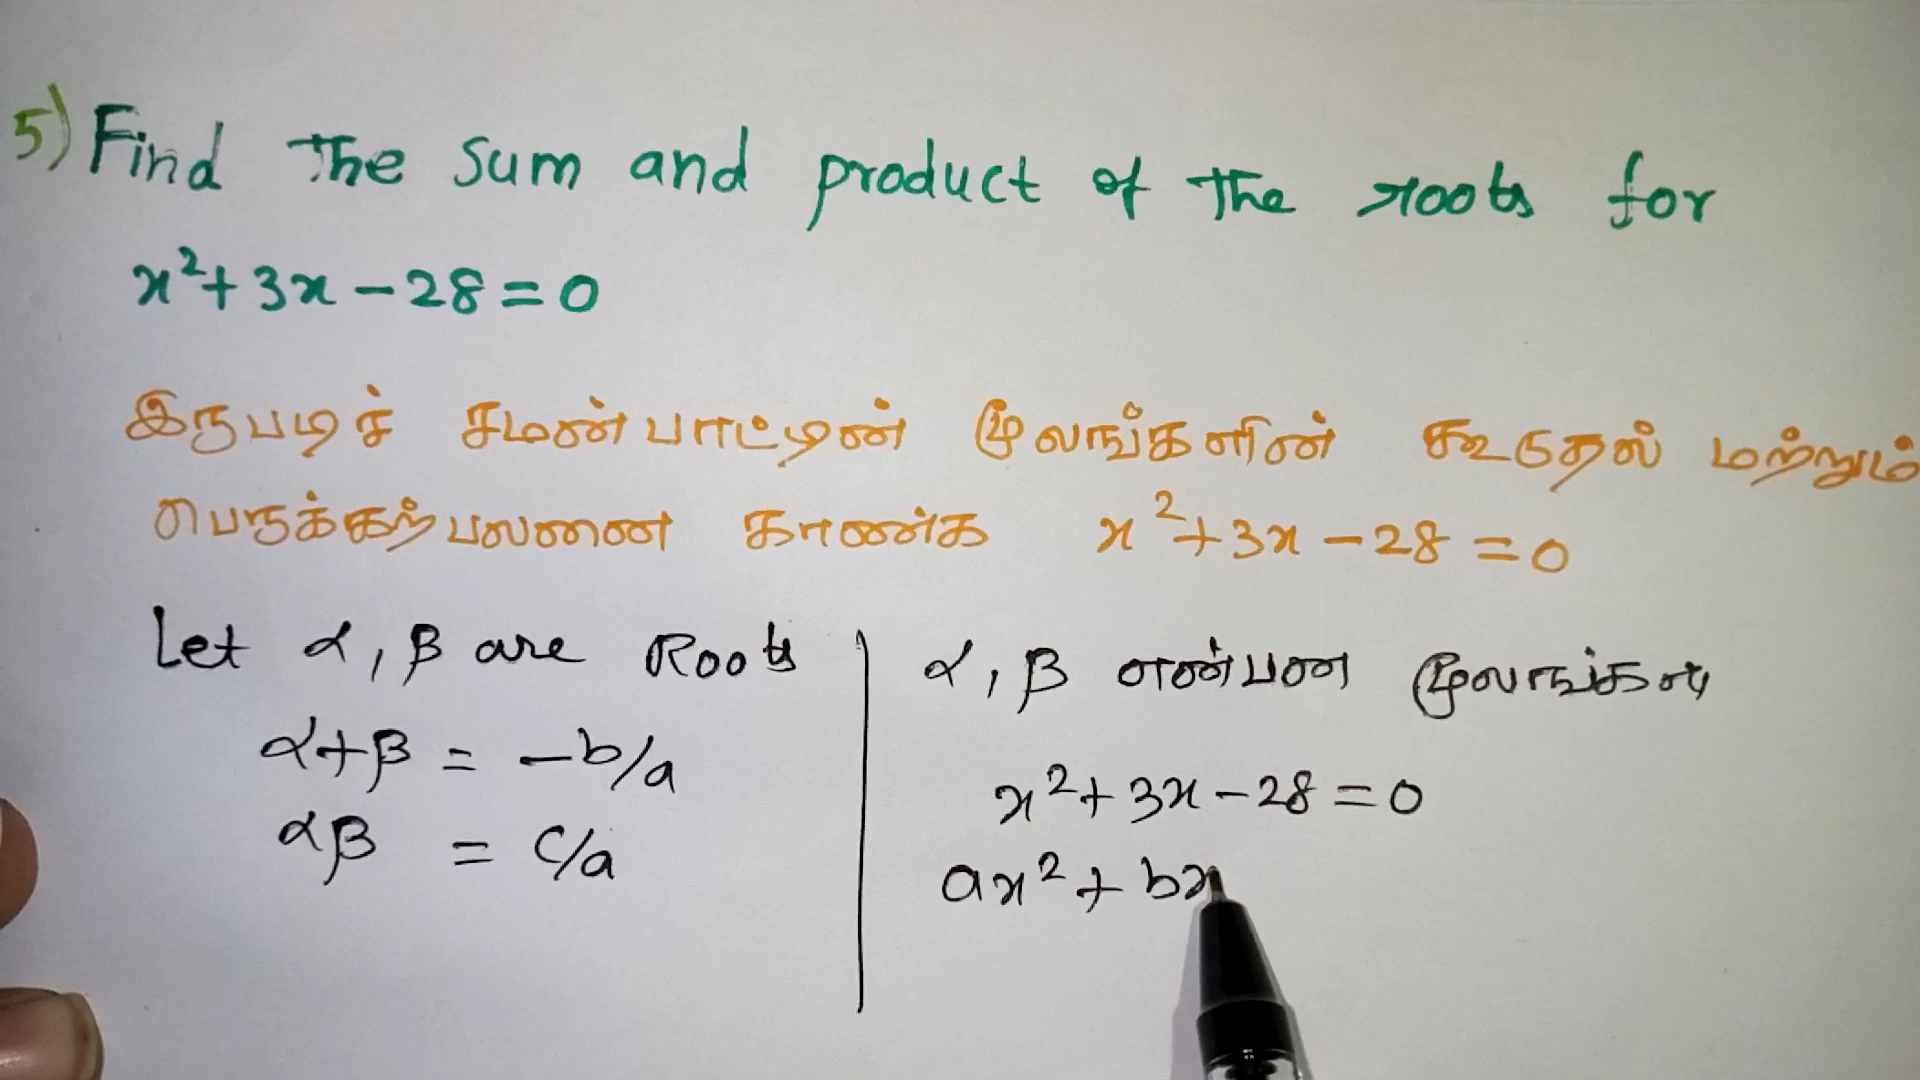 5) Find The Sum and product of The roots for
x²+3x-28=0
இருபடிச் சமன்பாட்டின் மூலங்களின் கூடுதல் மற்றும்
பெருக்கற்பலனை காண்க x²+3x-28=0
Let α, β are Roots
α+β = -b/a
αβ = c/a
α, β என்பன மூலங்கள்
x²+3x-28=0
ax²+bx